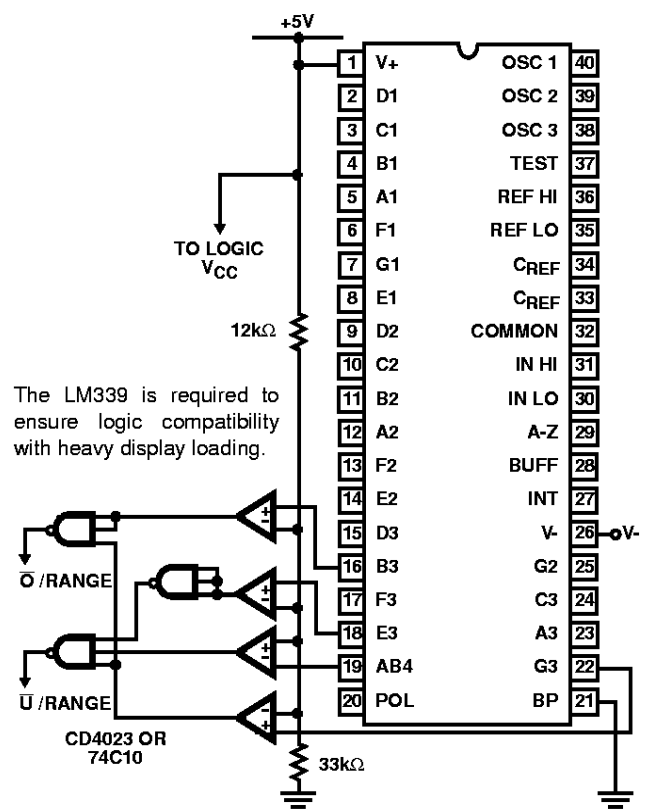 +5V
1 V+ OSC 1 40
2 D1 OSC 2 39
3 C1 OSC 3 38
4 B1 TEST 37
5 A1 REF HI 36
6 F1 REF LO 35
TO LOGIC
VCC
7 G1 CREF 34
8 E1 CREF 33
12kΩ
9 D2 COMMON 32
10 C2 IN HI 31
11 B2 IN LO 30
12 A2 A-Z 29
13 F2 BUFF 28
14 E2 INT 27
15 D3 V- 26 V-
16 B3 G2 25
17 F3 C3 24
18 E3 A3 23
19 AB4 G3 22
20 POL BP 21
The LM339 is required to
ensure logic compatibility
with heavy display loading.
+
-
O̅ /RANGE
+
-
+
-
U̅ /RANGE
-
+
CD4023 OR
74C10
33kΩ